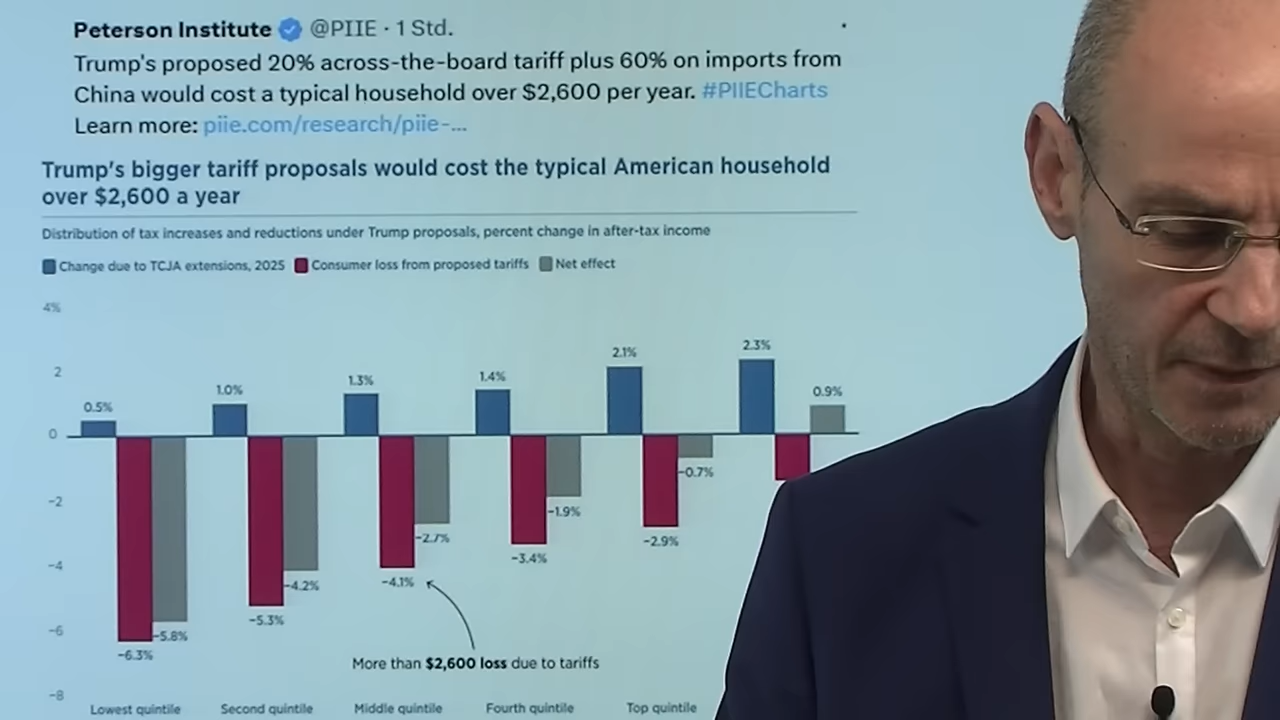 Peterson Institute @PIIE · 1 Std.
Trump's proposed 20% across-the-board tariff plus 60% on imports from
China would cost a typical household over $2,600 per year. #PIIECharts
Learn more: piie.com/research/piie-...
Trump's bigger tariff proposals would cost the typical American household
over $2,600 a year
Distribution of tax increases and reductions under Trump proposals, percent change in after-tax income
Change due to TCJA extensions, 2025 Consumer loss from proposed tariffs Net effect
4%
2.3%
2.1%
2
1.4%
1.3%
1.0%
0.9%
0.5%
0
-0.7%
-2
-1.9%
-2.7%
-2.9%
-3.4%
-4
-4.1%
-4.2%
-5.3%
-6
-5.8%
-6.3%
More than $2,600 loss due to tariffs
-8
Lowest quintile Second quintile Middle quintile Fourth quintile Top quintile